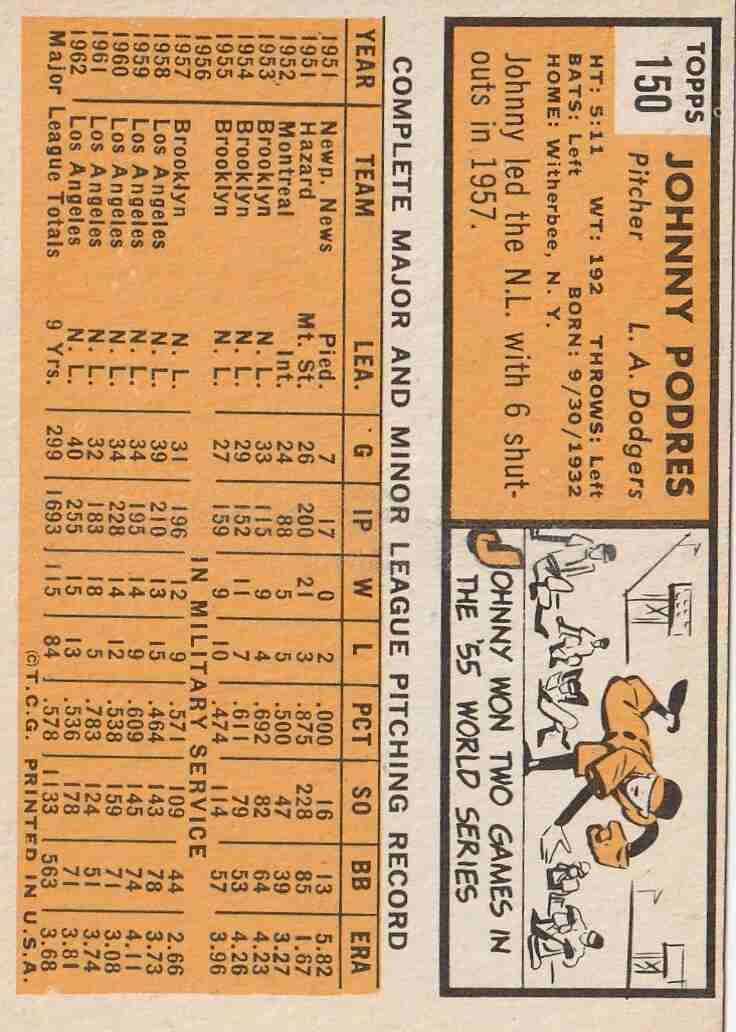 TOPPS
150
JOHNNY PODRES
Pitcher L. A. Dodgers
HT: 5:11 WT: 192 THROWS: Left
BATS: Left BORN: 9/30/1932
HOME: Witherbee, N. Y.
Johnny led the N.L. with 6 shut-
outs in 1957.
JOHNNY WON TWO GAMES IN
THE '55 WORLD SERIES
COMPLETE MAJOR AND MINOR LEAGUE PITCHING RECORD
YEAR TEAM LEA. G IP W L PCT SO BB ERA
1951 Newp. News Pied. 7 17 0 2 .000 16 13 5.82
1951 Hazard Mt. St. 26 200 21 3 .875 228 85 1.67
1952 Montreal Int. 24 88 5 5 .500 47 39 3.27
1953 Brooklyn N. L. 33 115 9 4 .692 82 64 4.23
1954 Brooklyn N. L. 29 152 11 7 .611 79 53 4.26
1955 Brooklyn N. L. 27 159 9 10 .474 114 57 3.96
1956 IN MILITARY SERVICE
1957 Brooklyn N. L. 31 196 12 9 .571 109 44 2.66
1958 Los Angeles N. L. 39 210 13 15 .464 143 78 3.73
1959 Los Angeles N. L. 34 195 14 9 .609 145 74 4.11
1960 Los Angeles N. L. 34 228 14 12 .538 159 71 3.08
1961 Los Angeles N. L. 32 183 18 5 .783 124 51 3.74
1962 Los Angeles N. L. 40 255 15 13 .536 178 71 3.81
Major League Totals 9 Yrs. 299 1693 115 84 .578 1133 563 3.68
©T.C.G. PRINTED IN U.S.A.